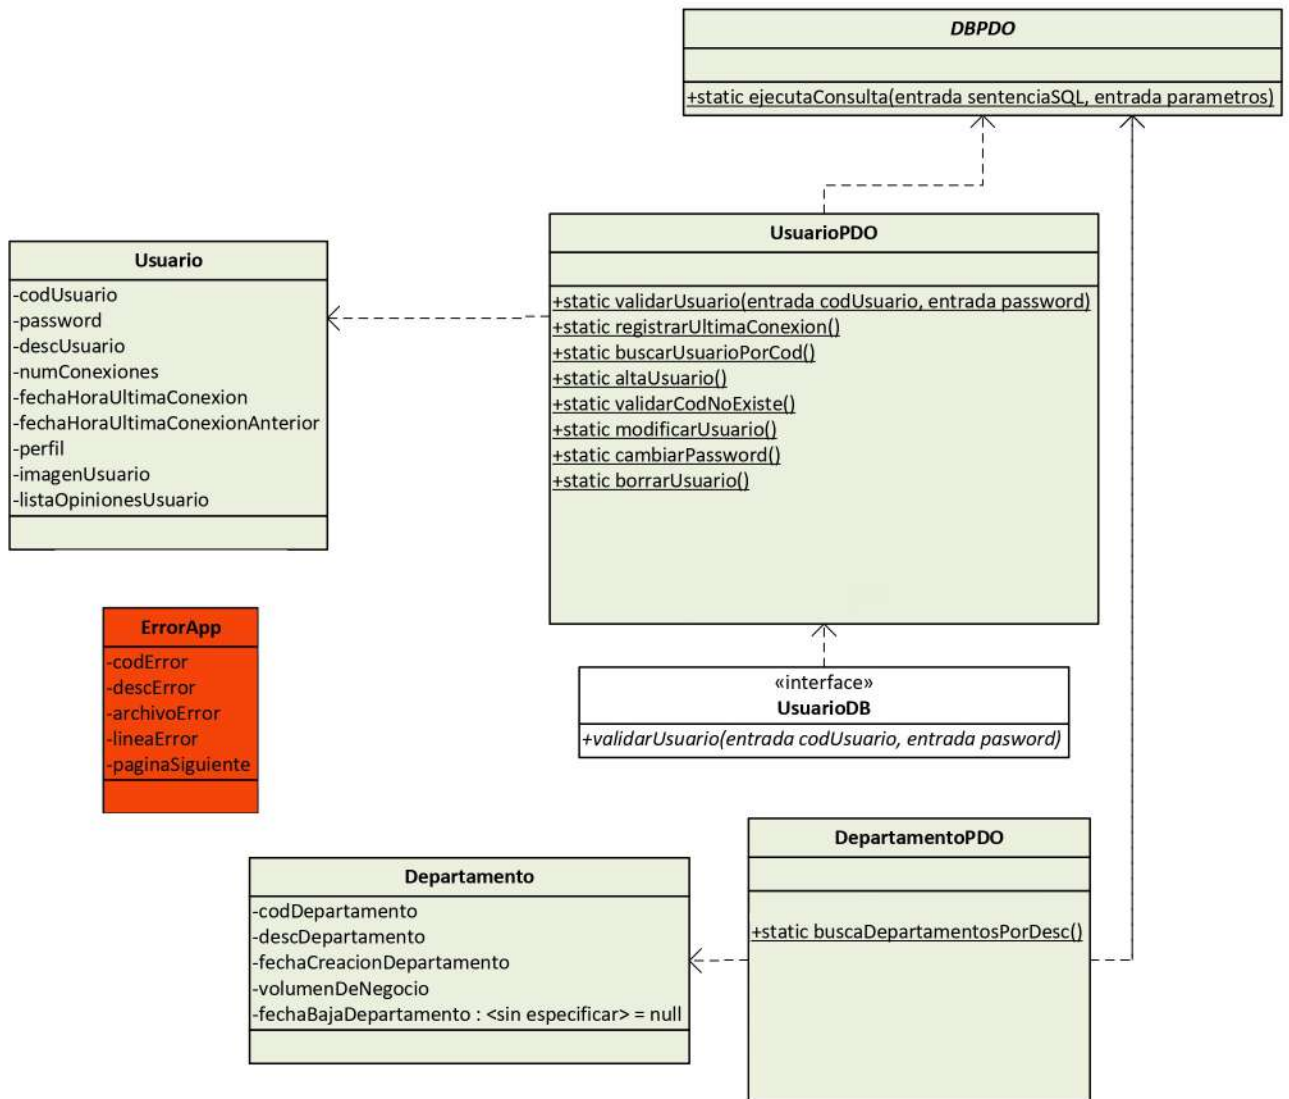 DBPDO
+static ejecutaConsulta(entrada sentenciaSQL, entrada parametros)
UsuarioPDO
+static validarUsuario(entrada codUsuario, entrada password)
+static registrarUltimaConexion()
+static buscarUsuarioPorCod()
+static altaUsuario()
+static validarCodNoExiste()
+static modificarUsuario()
+static cambiarPassword()
+static borrarUsuario()
Usuario
-codUsuario
-password
-descUsuario
-numConexiones
-fechaHoraUltimaConexion
-fechaHoraUltimaConexionAnterior
-perfil
-imagenUsuario
-listaOpinionesUsuario
ErrorApp
-codError
-descError
-archivoError
-lineaError
-paginaSiguiente
«interface»
UsuarioDB
+validarUsuario(entrada codUsuario, entrada pasword)
DepartamentoPDO
+static buscaDepartamentosPorDesc()
Departamento
-codDepartamento
-descDepartamento
-fechaCreacionDepartamento
-volumenDeNegocio
-fechaBajaDepartamento : <sin especificar> = null